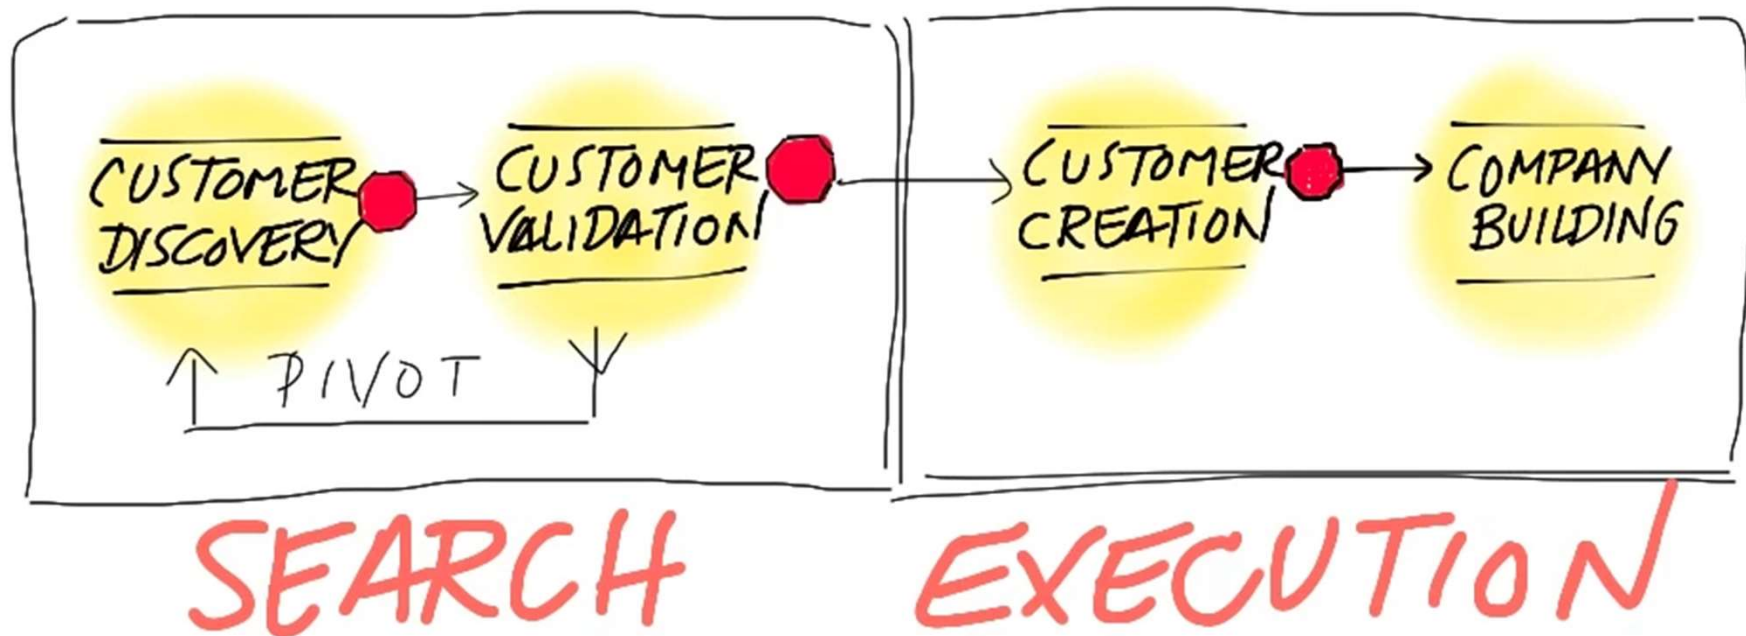 CUSTOMER
DISCOVERY
CUSTOMER
VALIDATION
PIVOT
CUSTOMER
CREATION
COMPANY
BUILDING
SEARCH
EXECUTION